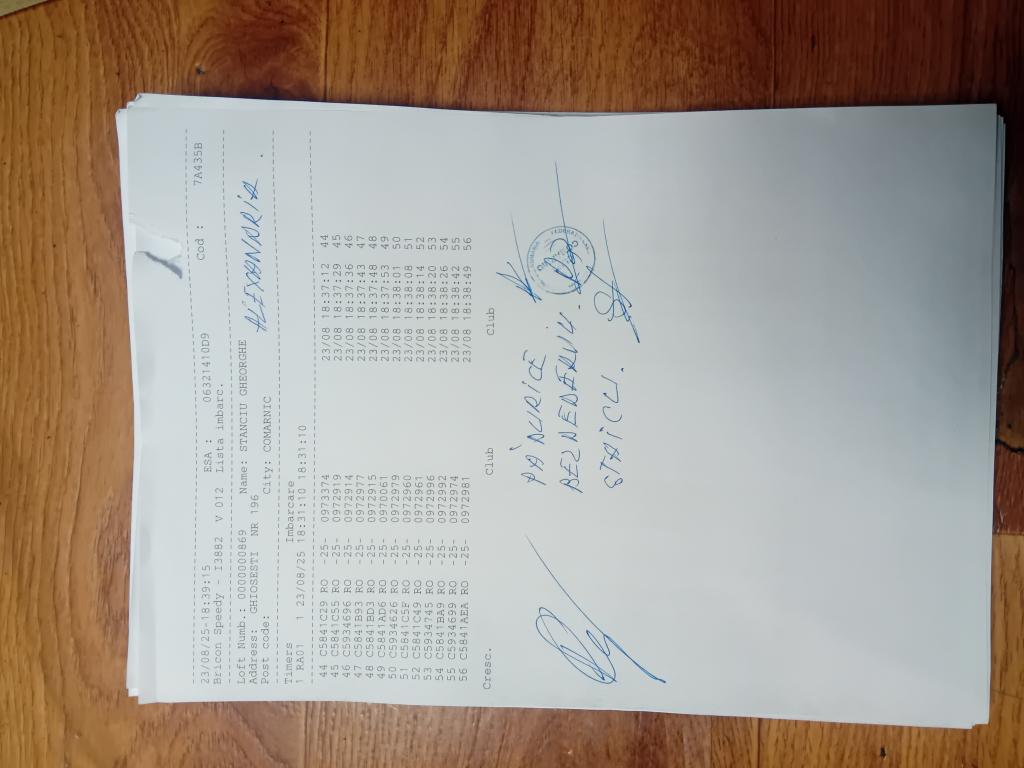 23/08/25-18:39:15 ESA : 06321410D9 Cod : 7A435B
Bricon Speedy - I3882 V 012 Lista imbarc.
Loft Numb.: 0000000869 Name: STANCIU GHEORGHE
Address: GHIOSESTI NR 196
ALEXANDRIA
Post code: City: COMARNIC
Timers Imbarcare
1 RA01 1 23/08/25 18:31:10 18:31:10
44 C5841C29 RO -25- 0973374 23/08 18:37:12 44
45 C5841C55 RO -25- 0972919 23/08 18:37:29 45
46 C5934696 RO -25- 0972914 23/08 18:37:36 46
47 C5841B93 RO -25- 0972977 23/08 18:37:43 47
48 C5841BD3 RO -25- 0972915 23/08 18:37:48 48
49 C5841AD6 RO -25- 0970061 23/08 18:37:53 49
50 C5934626 RO -25- 0972979 23/08 18:38:01 50
51 C5841C5F RO -25- 0972960 23/08 18:38:08 51
52 C5841C49 RO -25- 0972961 23/08 18:38:14 52
53 C5934745 RO -25- 0972996 23/08 18:38:20 53
54 C5841BA9 RO -25- 0972992 23/08 18:38:26 54
55 C5934699 RO -25- 0972974 23/08 18:38:42 55
56 C5841AEA RO -25- 0972981 23/08 18:38:49 56
Cresc. Club Club
STAICU.